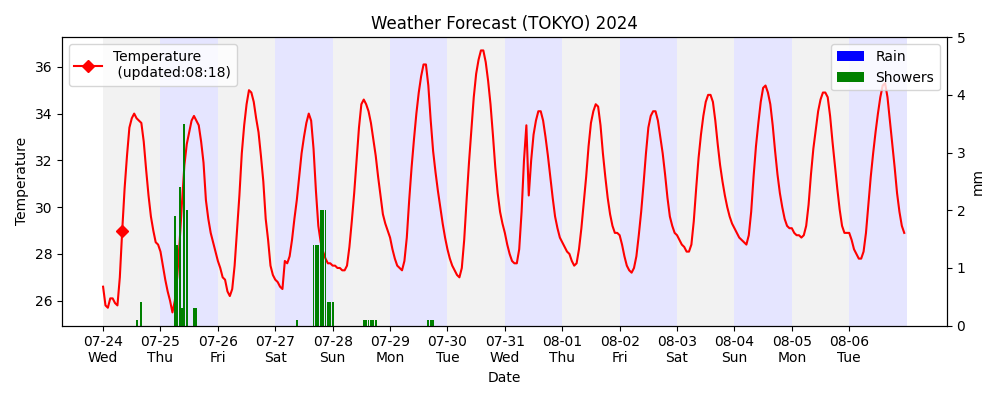 Weather Forecast (TOKYO) 2024
Temperature
(updated:08:18)
Rain
Showers
Temperature
36
34
32
30
28
26
5
4
3
2
1
0
mm
07-24 07-25 07-26 07-27 07-28 07-29 07-30 07-31 08-01 08-02 08-03 08-04 08-05 08-06
Wed Thu Fri Sat Sun Mon Tue Wed Thu Fri Sat Sun Mon Tue
Date